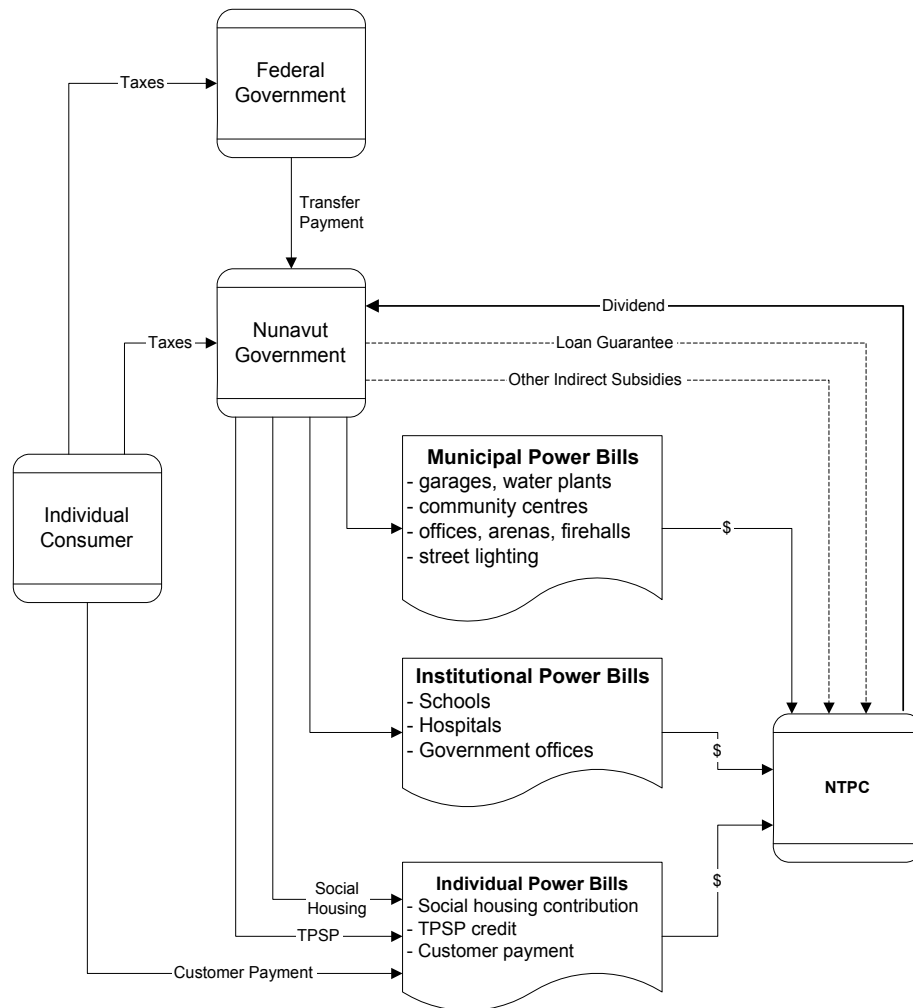 Federal
Government
Taxes
Transfer
Payment
Nunavut
Government
Dividend
Taxes
Loan Guarantee
Other Indirect Subsidies
Individual
Consumer
Municipal Power Bills
- garages, water plants
- community centres
- offices, arenas, firehalls
- street lighting
$
Institutional Power Bills
- Schools
- Hospitals
- Government offices
$
NTPC
Individual Power Bills
- Social housing contribution
- TPSP credit
- Customer payment
$
Social
Housing
TPSP
Customer Payment